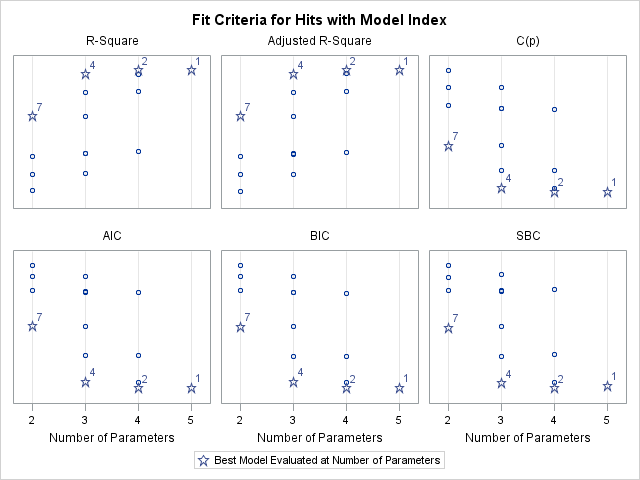 Fit Criteria for Hits with Model Index
R-Square
Adjusted R-Square
C(p)
7 4 2 1
7 4 2 1
7 4 2 1
AIC
BIC
SBC
7 4 2 1
7 4 2 1
7 4 2 1
2 3 4 5
2 3 4 5
2 3 4 5
Number of Parameters
Number of Parameters
Number of Parameters
Best Model Evaluated at Number of Parameters